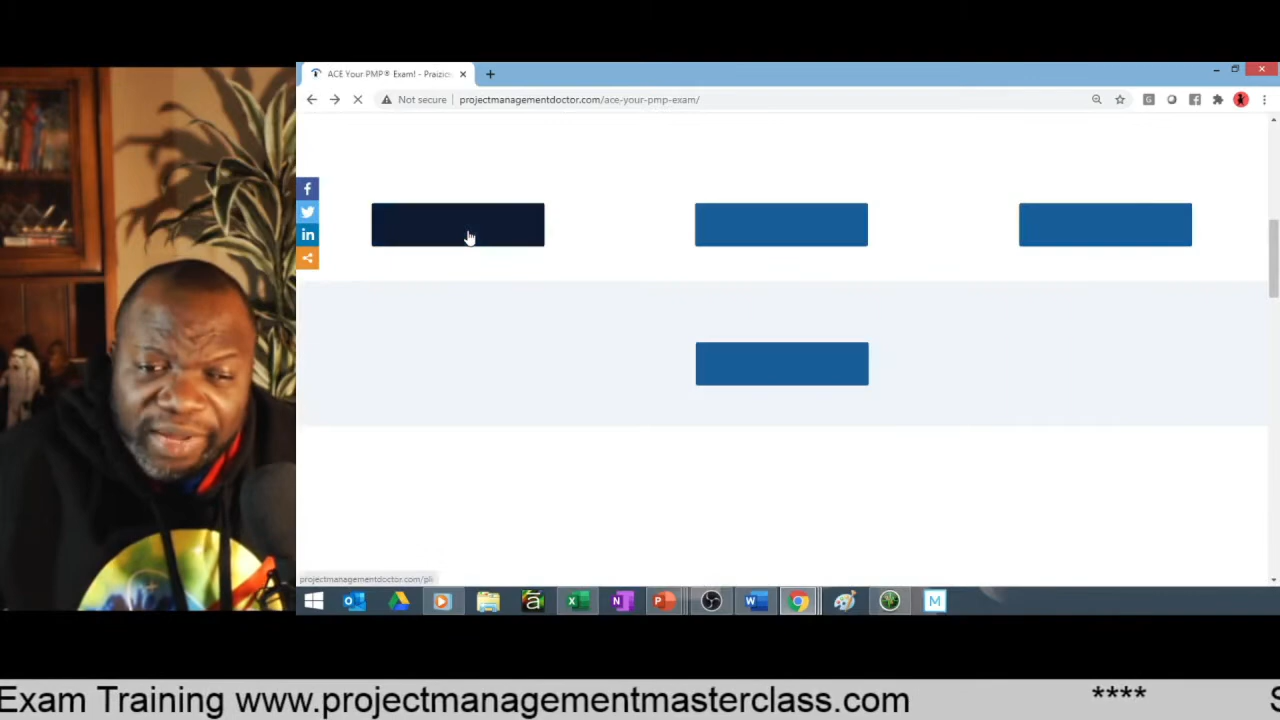 ACE Your PMP® Exam! - Praizio
Not secure
projectmanagementdoctor.com/ace-your-pmp-exam/
projectmanagementdoctor.com/pli
Exam Training www.projectmanagementmasterclass.com **** S